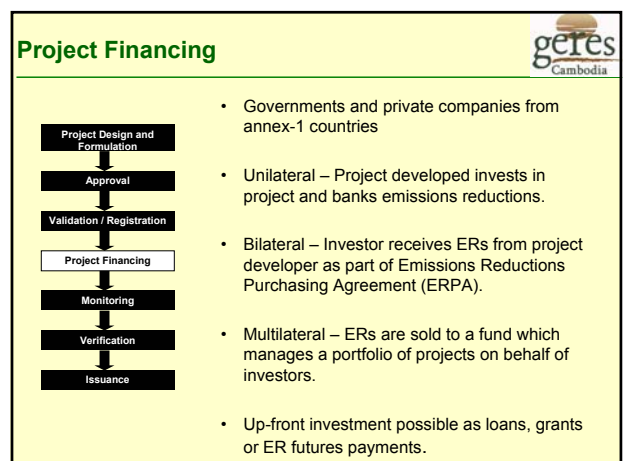 Project Financing
geres
Cambodia
Project Design and
Formulation
Approval
Validation / Registration
Project Financing
Monitoring
Verification
Issuance
• Governments and private companies from
annex-1 countries
• Unilateral – Project developed invests in
project and banks emissions reductions.
• Bilateral – Investor receives ERs from project
developer as part of Emissions Reductions
Purchasing Agreement (ERPA).
• Multilateral – ERs are sold to a fund which
manages a portfolio of projects on behalf of
investors.
• Up-front investment possible as loans, grants
or ER futures payments.